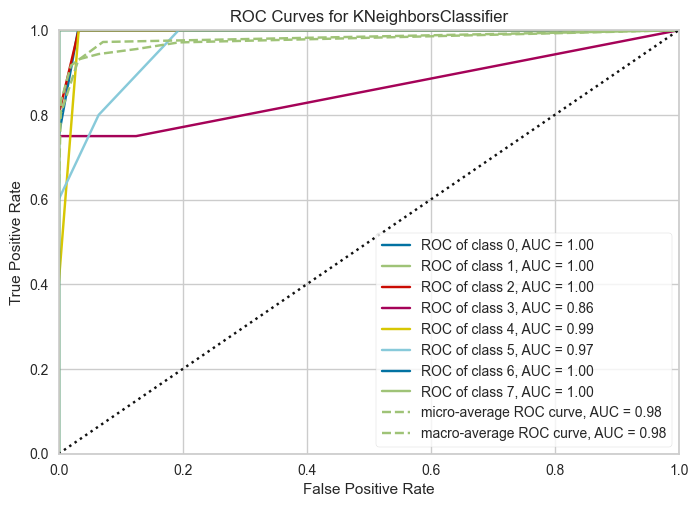 ROC Curves for KNeighborsClassifier
True Positive Rate
1.0
0.8
0.6
0.4
0.2
0.0
ROC of class 0, AUC = 1.00
ROC of class 1, AUC = 1.00
ROC of class 2, AUC = 1.00
ROC of class 3, AUC = 0.86
ROC of class 4, AUC = 0.99
ROC of class 5, AUC = 0.97
ROC of class 6, AUC = 1.00
ROC of class 7, AUC = 1.00
micro-average ROC curve, AUC = 0.98
macro-average ROC curve, AUC = 0.98
0.0 0.2 0.4 0.6 0.8 1.0
False Positive Rate